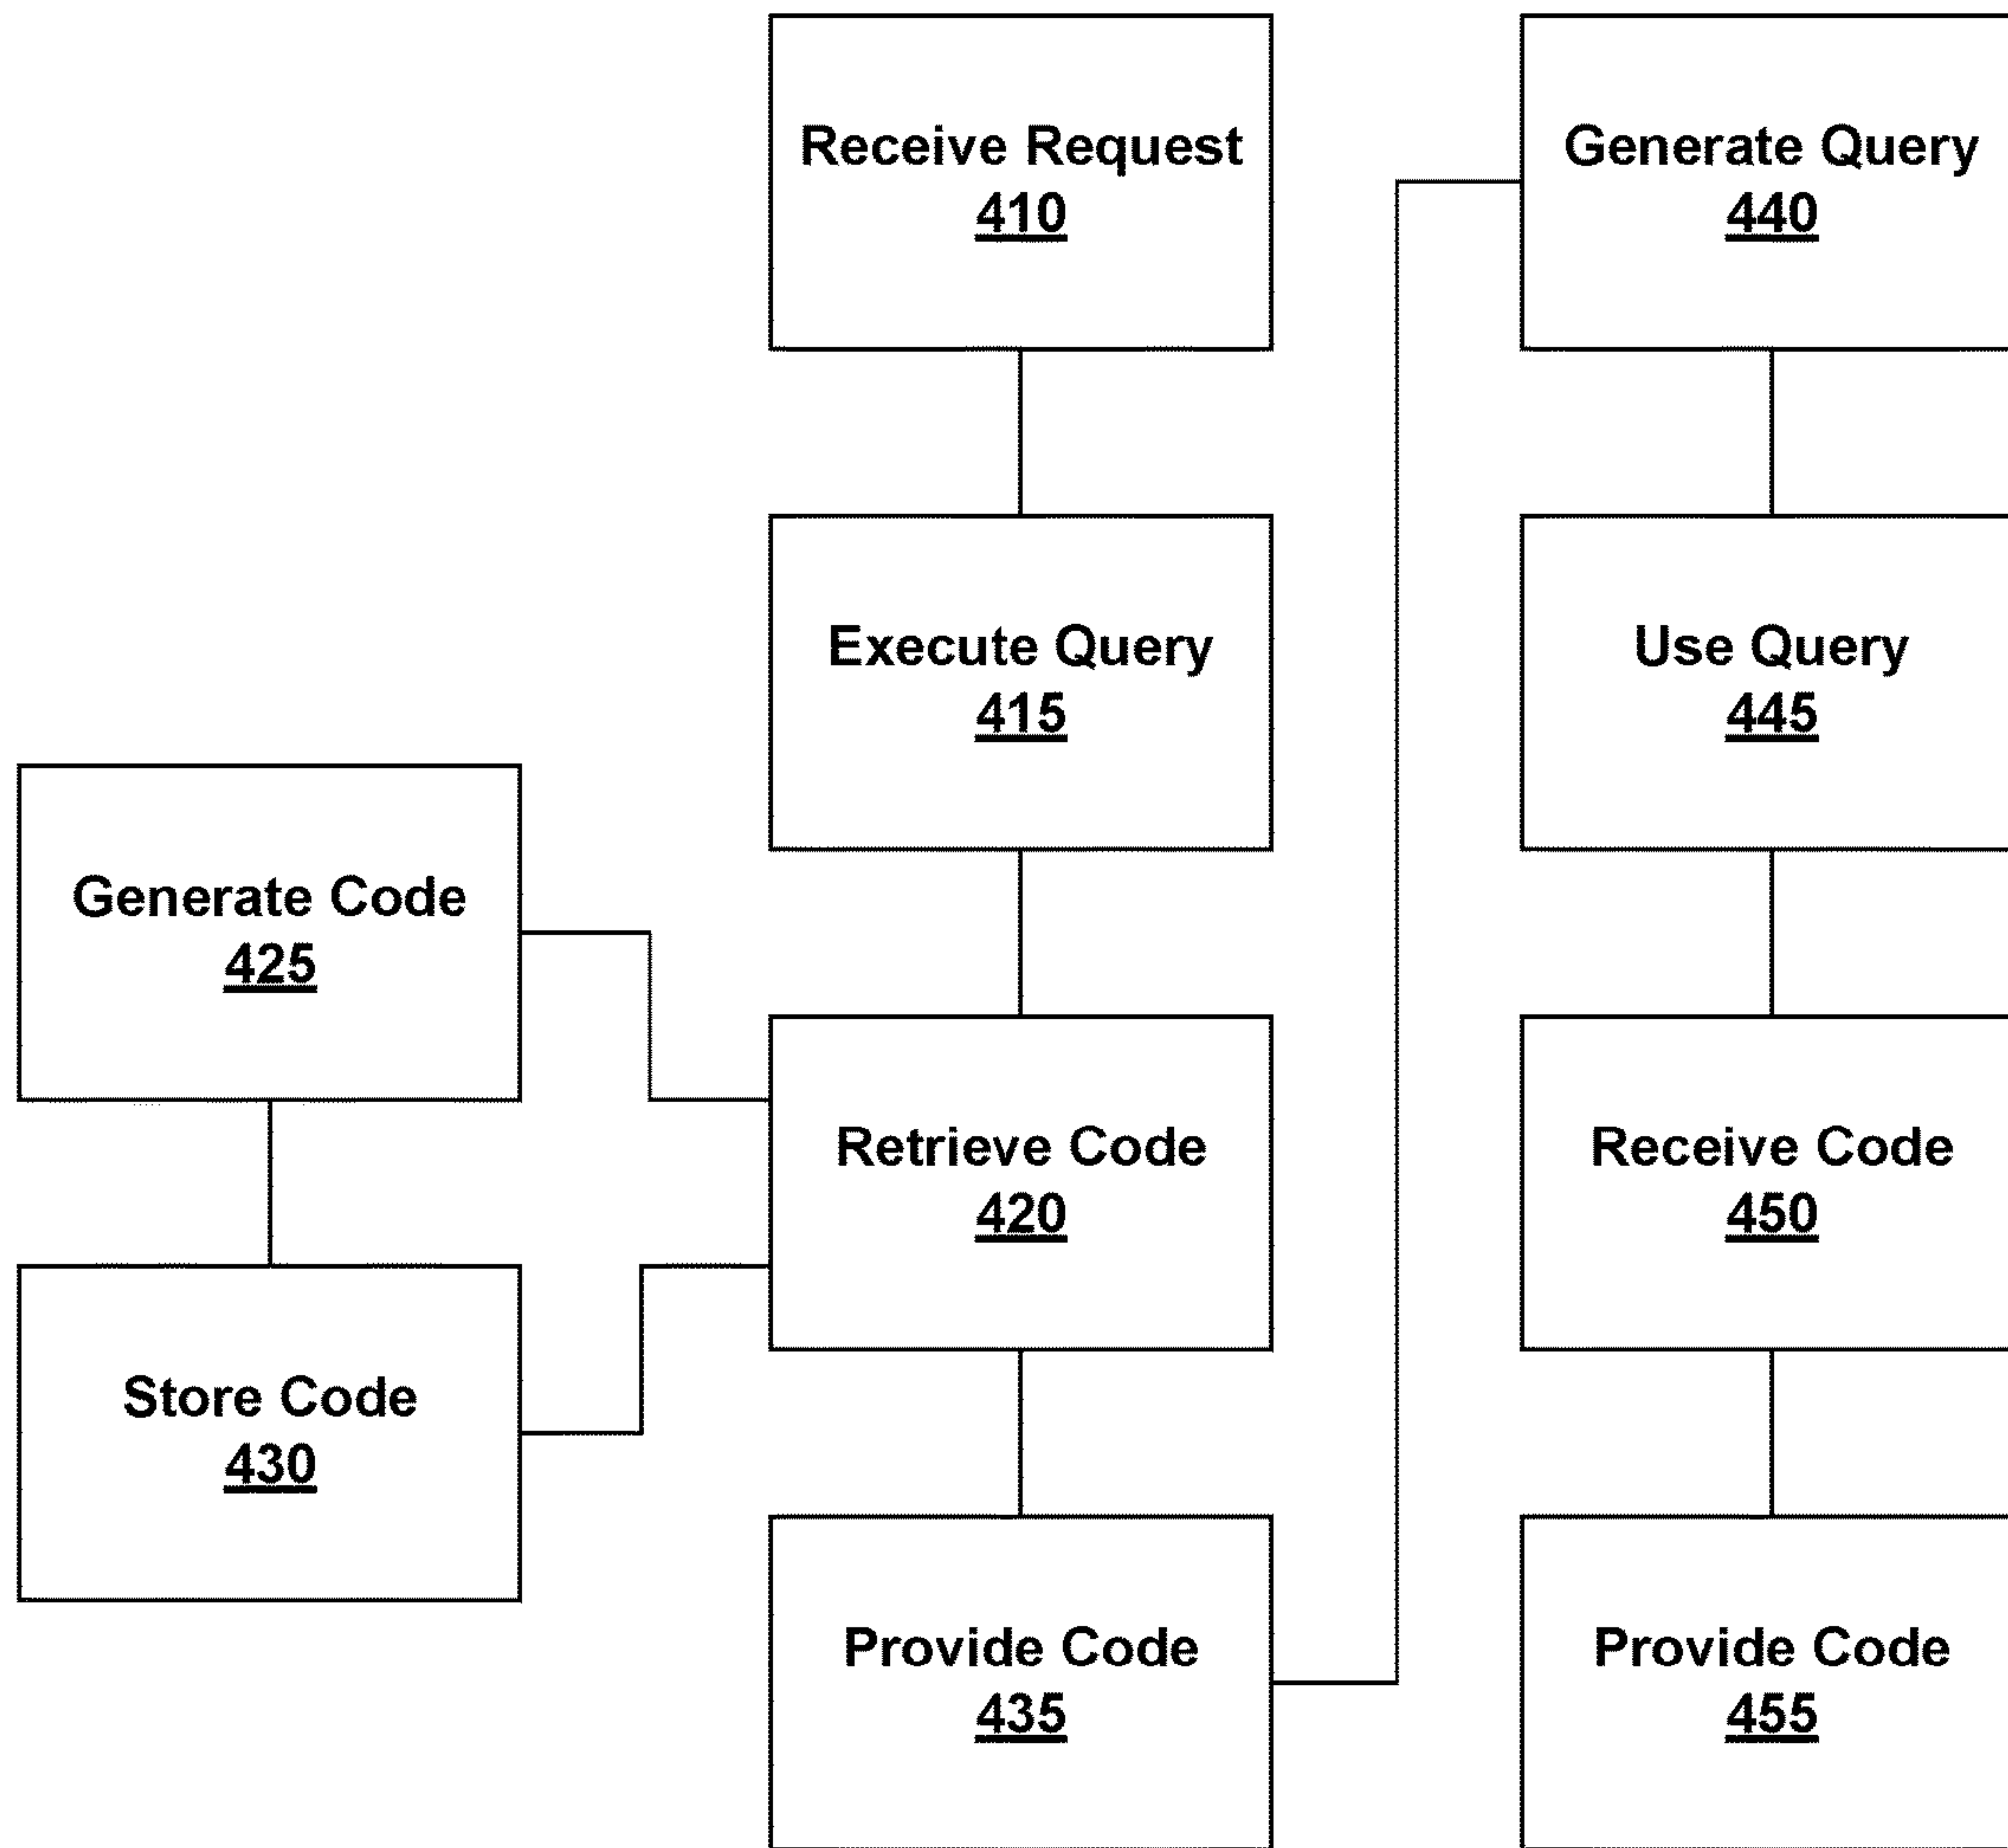 Receive Request
410
Execute Query
415
Generate Code
425
Store Code
430
Retrieve Code
420
Provide Code
435
Generate Query
440
Use Query
445
Receive Code
450
Provide Code
455